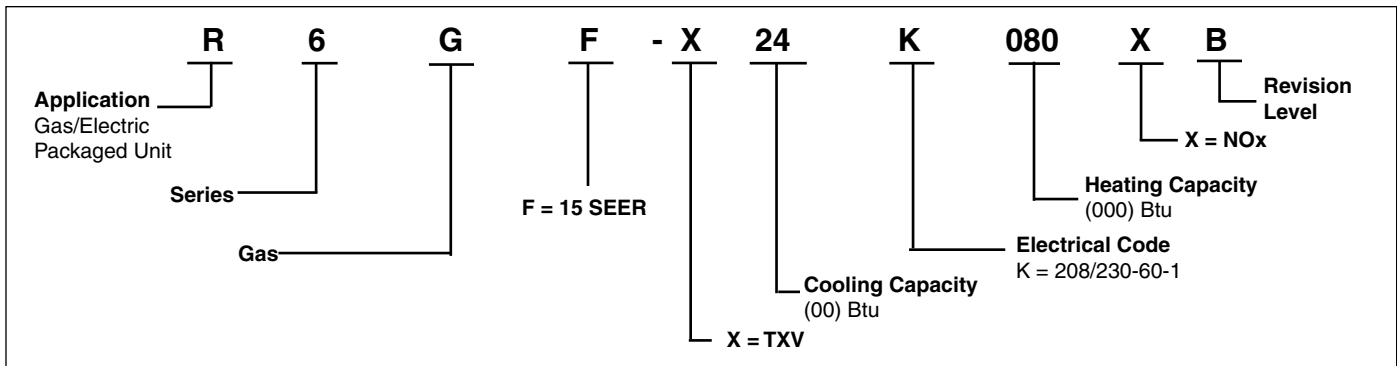 R 6 G F - X 24 K 080 X B
Application
Gas/Electric
Packaged Unit
Revision
Level
X = NOx
Series
Heating Capacity
(000) Btu
F = 15 SEER
Gas
Electrical Code
K = 208/230-60-1
Cooling Capacity
(00) Btu
X = TXV